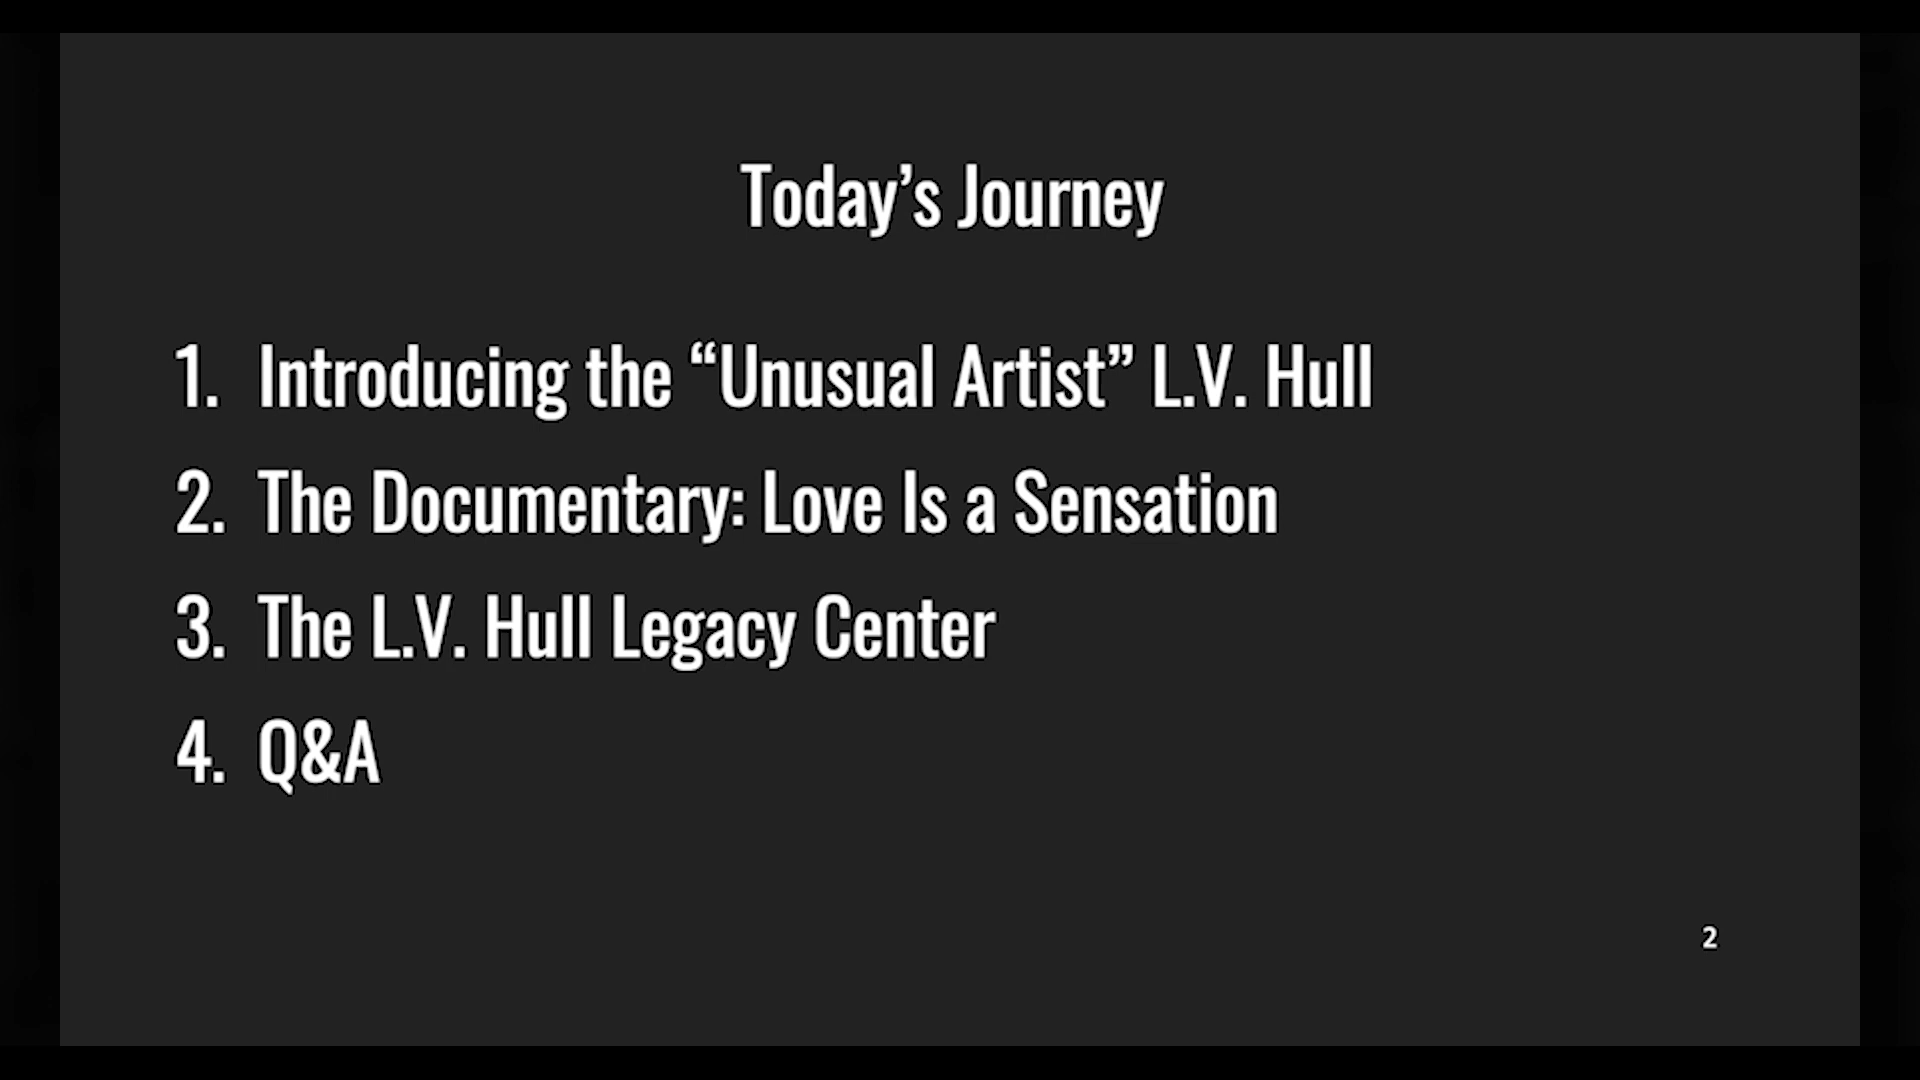 Today’s Journey
1. Introducing the “Unusual Artist” L.V. Hull
2. The Documentary: Love Is a Sensation
3. The L.V. Hull Legacy Center
4. Q&A
2